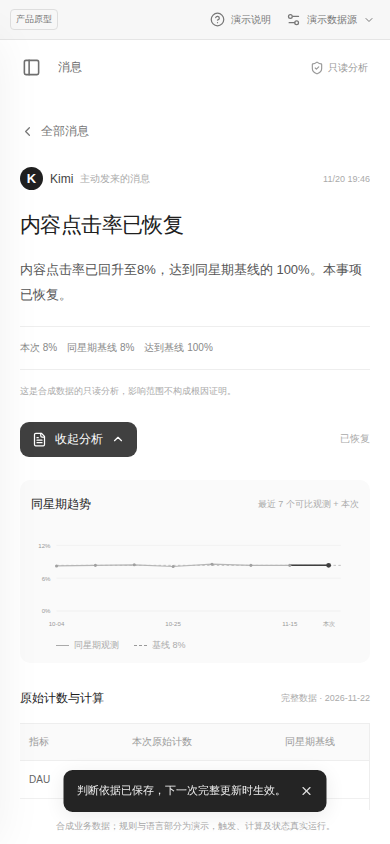 产品原型
演示说明
演示数据源
消息
只读分析
全部消息
K
Kimi 主动发来的消息
11/20 19:46
内容点击率已恢复
内容点击率已回升至8%，达到同星期基线的 100%。本事项
已恢复。
本次 8% 同星期基线 8% 达到基线 100%
这是合成数据的只读分析，影响范围不构成根因证明。
收起分析
已恢复
同星期趋势
最近 7 个可比观测 + 本次
12%
6%
0%
10-04
10-25
11-15
本次
同星期观测
基线 8%
原始计数与计算
完整数据 · 2026-11-22
指标
本次原始计数
同星期基线
DAU
判断依据已保存，下一次完整更新时生效。
合成业务数据；规则与语言部分为演示，触发、计算及状态真实运行。